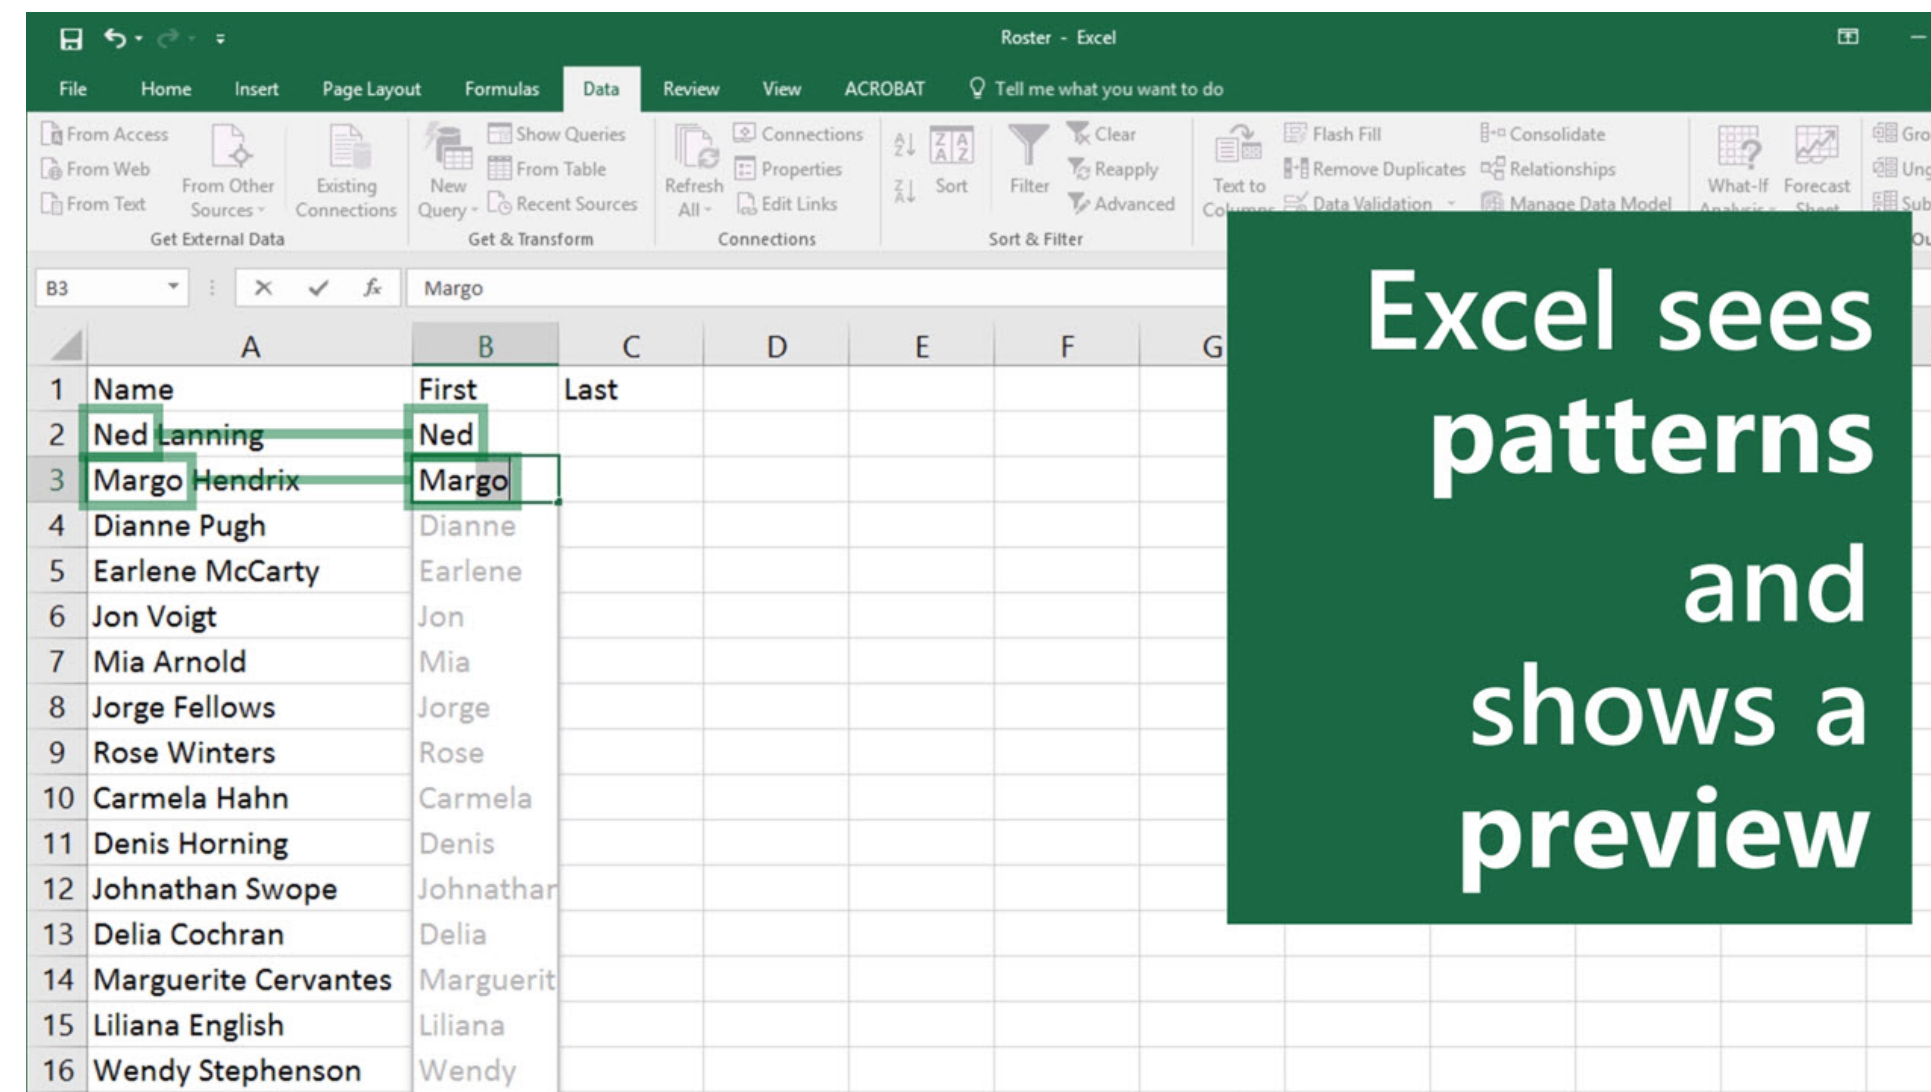 Roster - Excel
File Home Insert Page Layout Formulas Data Review View ACROBAT Tell me what you want to do
From Access Show Queries Connections Clear Flash Fill Consolidate
From Web From Table Properties Reapply Remove Duplicates Relationships
From Other Existing New Refresh Sort Filter Text to What-If Forecast
From Text Sources Connections Query Recent Sources All Edit Links Advanced Columns Data Validation Manage Data Model Analysis Sheet
Get External Data Get & Transform Connections Sort & Filter
B3 fx Margo
A B C D E F G
1 Name First Last
2 Ned Lanning Ned
3 Margo Hendrix Margo
4 Dianne Pugh Dianne
5 Earlene McCarty Earlene
6 Jon Voigt Jon
7 Mia Arnold Mia
8 Jorge Fellows Jorge
9 Rose Winters Rose
10 Carmela Hahn Carmela
11 Denis Horning Denis
12 Johnathan Swope Johnathan
13 Delia Cochran Delia
14 Marguerite Cervantes Marguerit
15 Liliana English Liliana
16 Wendy Stephenson Wendy
Excel sees
patterns
and
shows a
preview